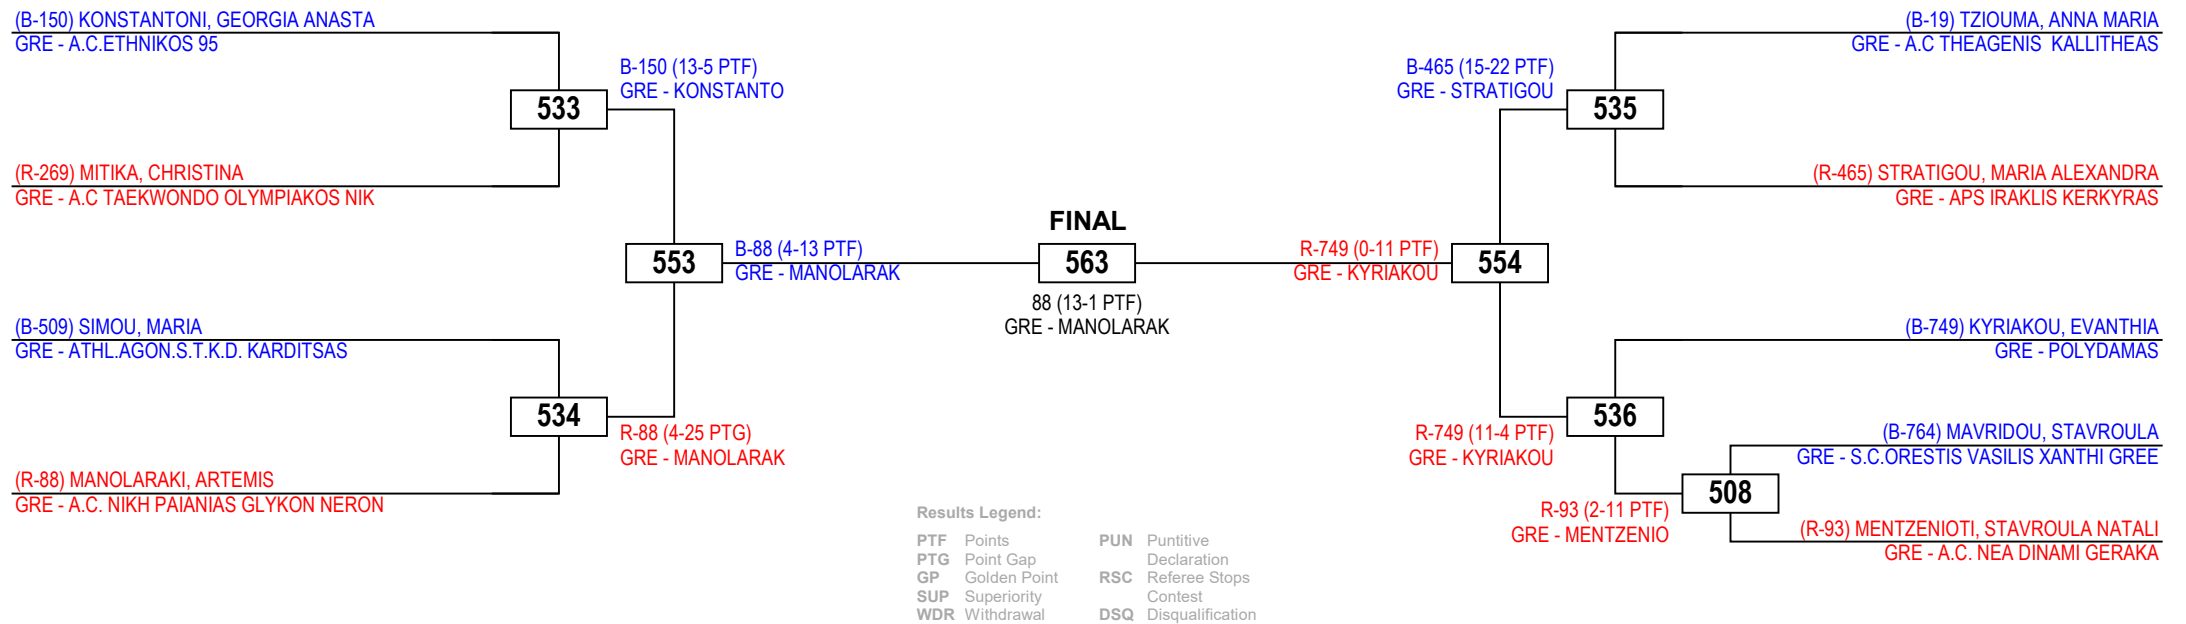 (B-150) KONSTANTONI, GEORGIA ANASTA
GRE - A.C.ETHNIKOS 95
533
B-150 (13-5 PTF)
GRE - KONSTANTO
(R-269) MITIKA, CHRISTINA
GRE - A.C TAEKWONDO OLYMPIAKOS NIK
553
B-88 (4-13 PTF)
GRE - MANOLARAK
(B-509) SIMOU, MARIA
GRE - ATHL.AGON.S.T.K.D. KARDITSAS
534
R-88 (4-25 PTG)
GRE - MANOLARAK
(R-88) MANOLARAKI, ARTEMIS
GRE - A.C. NIKH PAIANIAS GLYKON NERON
FINAL
563
88 (13-1 PTF)
GRE - MANOLARAK
(B-19) TZIOUMA, ANNA MARIA
GRE - A.C THEAGENIS  KALLITHEAS
B-465 (15-22 PTF)
GRE - STRATIGOU
535
(R-465) STRATIGOU, MARIA ALEXANDRA
GRE - APS IRAKLIS KERKYRAS
R-749 (0-11 PTF)
GRE - KYRIAKOU
554
(B-749) KYRIAKOU, EVANTHIA
GRE - POLYDAMAS
R-749 (11-4 PTF)
GRE - KYRIAKOU
536
(B-764) MAVRIDOU, STAVROULA
GRE - S.C.ORESTIS VASILIS XANTHI GREE
508
R-93 (2-11 PTF)
GRE - MENTZENIO
(R-93) MENTZENIOTI, STAVROULA NATALI
GRE - A.C. NEA DINAMI GERAKA
Results Legend:
PTF Points
PTG Point Gap
GP Golden Point
SUP Superiority
WDR Withdrawal
PUN Puntitive
Declaration
RSC Referee Stops
Contest
DSQ Disqualification